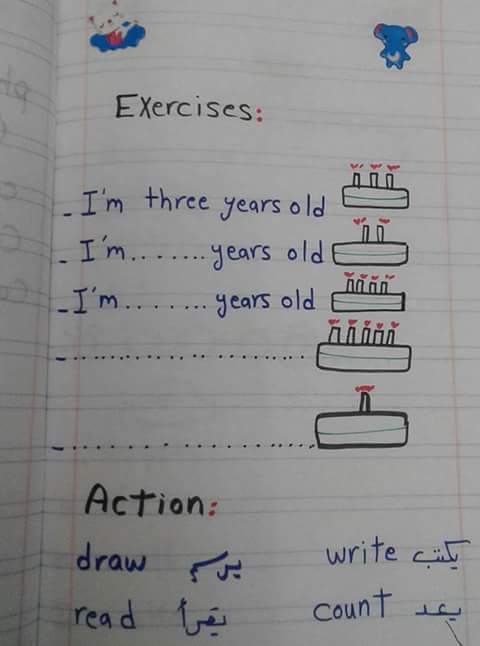 Exercises:
- I'm three years old
- I'm........ years old
- I'm........ years old
- ....................
- ....................
Action:
draw يرسم write يكتب
read يقرأ count يعد